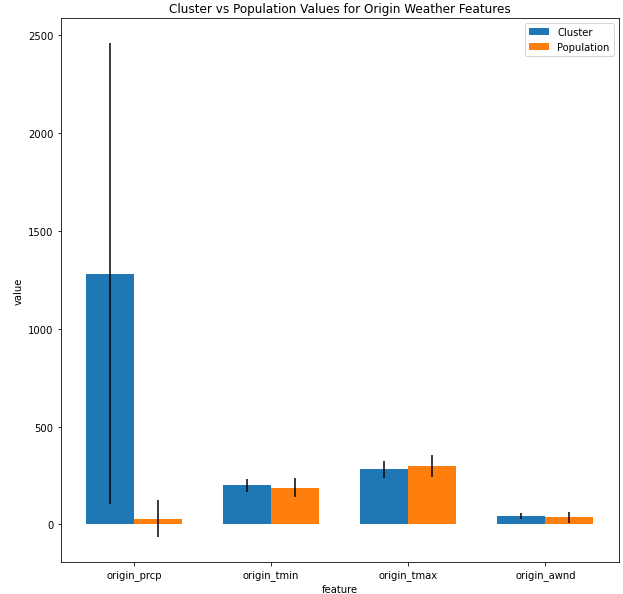 Cluster vs Population Values for Origin Weather Features
Cluster
Population
2500
2000
1500
1000
500
0
value
origin_prcp
origin_tmin
origin_tmax
origin_awnd
feature